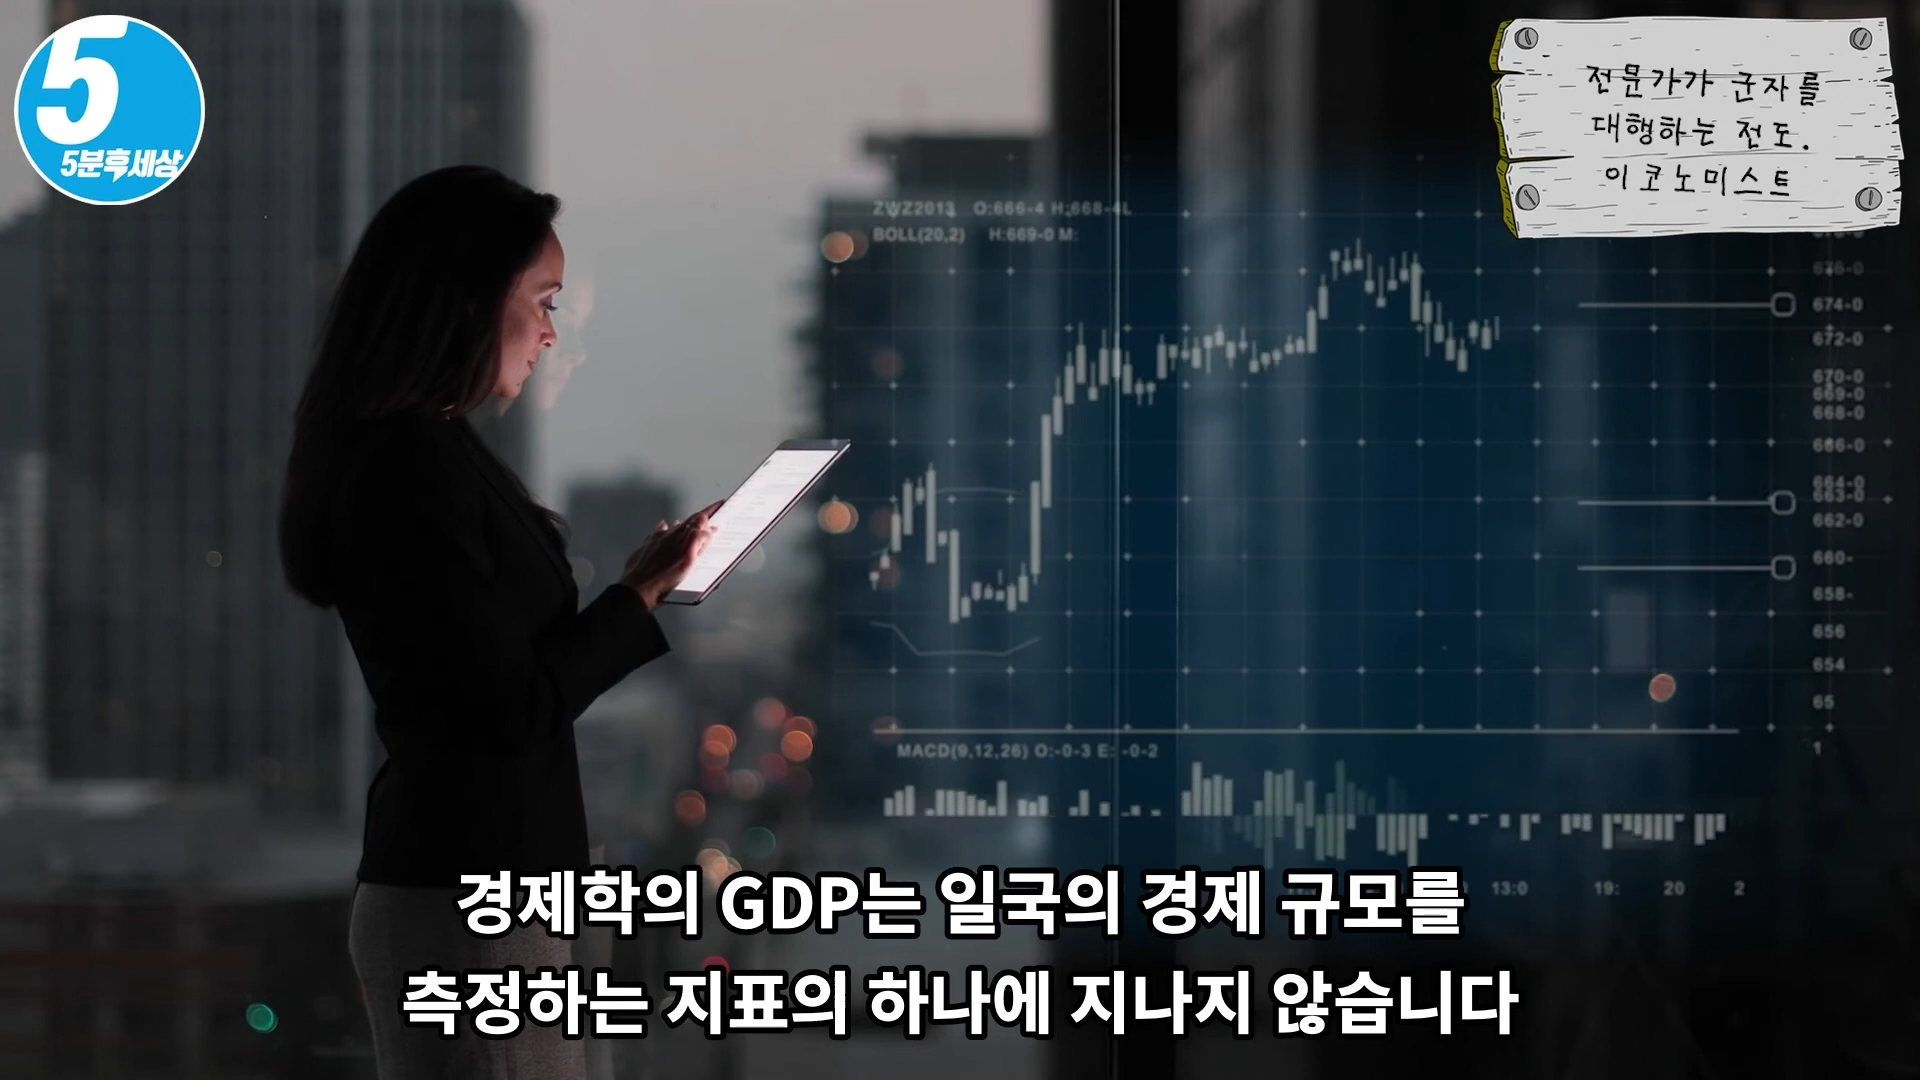 5
5분후세상
전문가가 군자를
대행하는 전도.
이코노미스트
ZWZ2013 O:666-4 H:668-4L
BOLL(20,2) H:669-0 M:
676-0
674-0
672-0
670-0
669-0
668-0
666-0
664-0
663-0
662-0
660-
658-
656
654
65
1
MACD(9,12,26) O:-0-3 E: -0-2
13:0 19: 20 2
경제학의 GDP는 일국의 경제 규모를
측정하는 지표의 하나에 지나지 않습니다